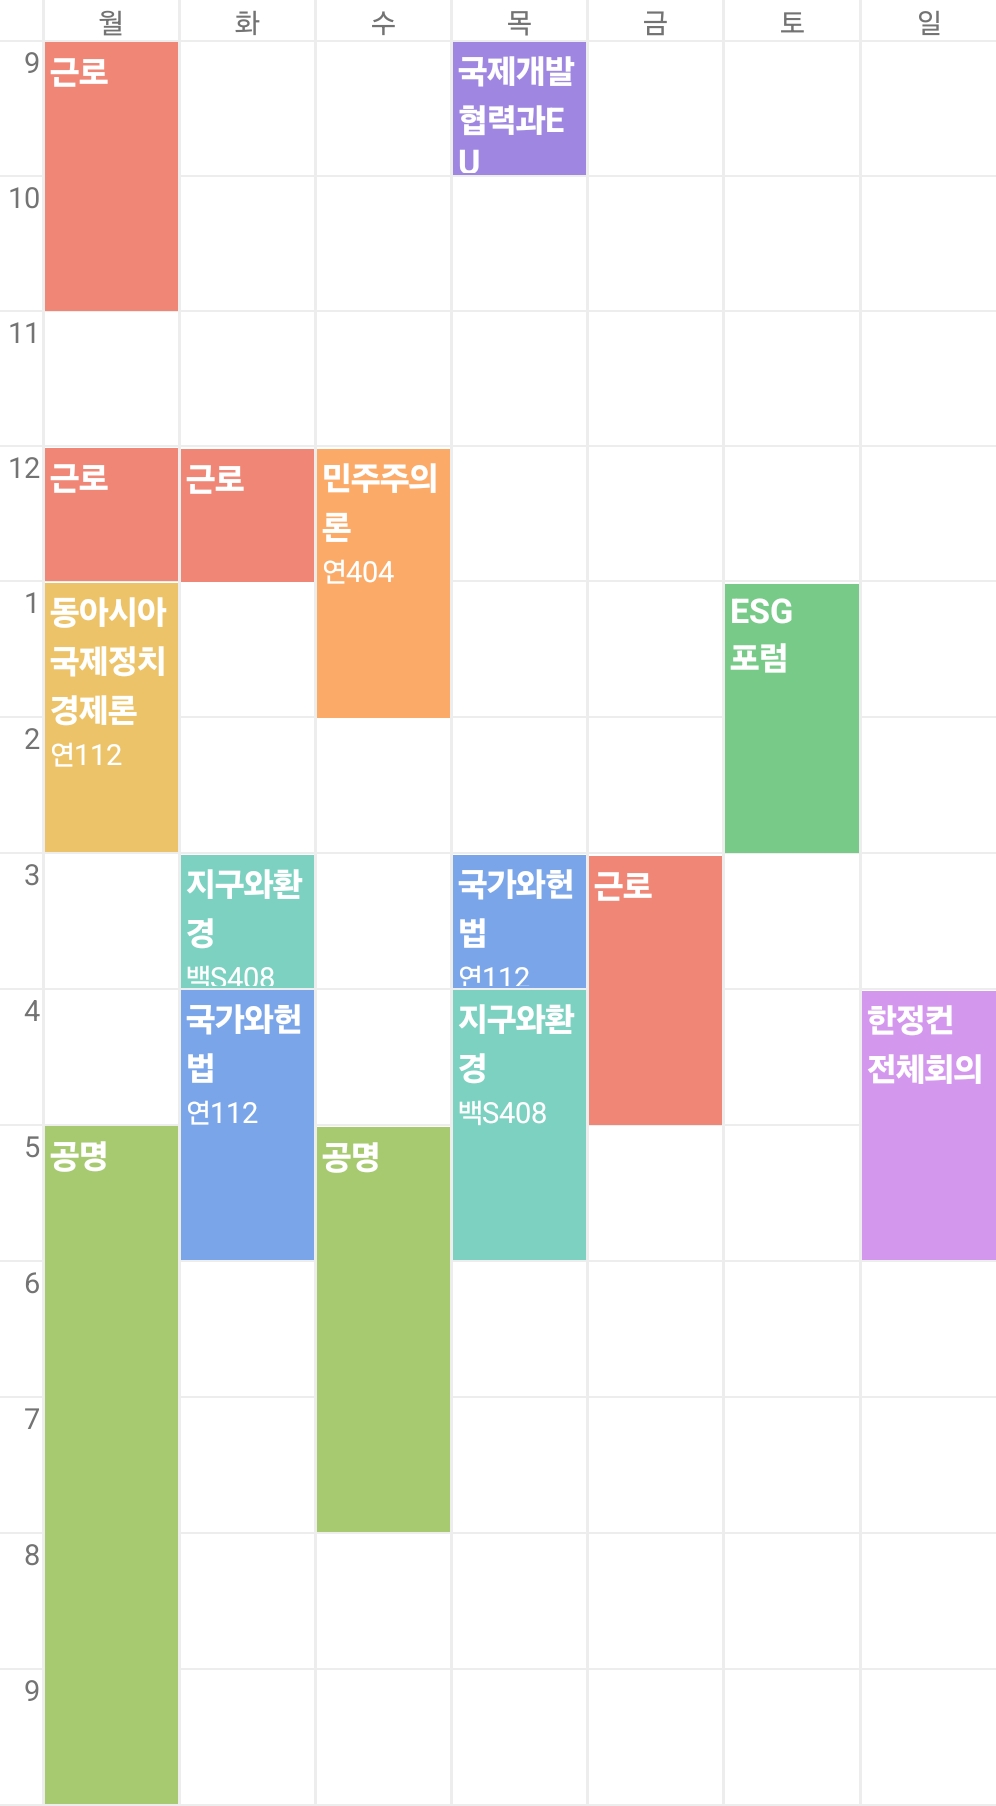 월 화 수 목 금 토 일
9
근로
국제개발
협력과E
U
10
11
12
근로
근로
민주주의
론
연404
1
동아시아
국제정치
경제론
연112
ESG
포럼
2
3
지구와환
경
백S408
국가와헌
법
연112
근로
4
국가와헌
법
연112
지구와환
경
백S408
한정컨
전체회의
5
공명
공명
6
7
8
9